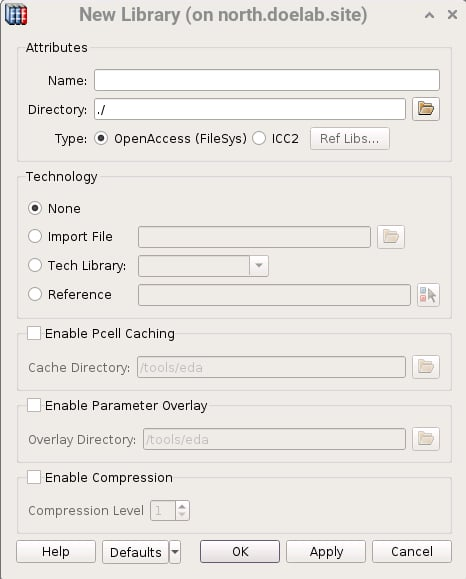 New Library (on north.doelab.site)
Attributes
Name:
Directory: ./
Type: OpenAccess (FileSys) ICC2 Ref Libs...
Technology
None
Import File
Tech Library:
Reference
Enable Pcell Caching
Cache Directory: /tools/eda
Enable Parameter Overlay
Overlay Directory: /tools/eda
Enable Compression
Compression Level 1
Help Defaults OK Apply Cancel